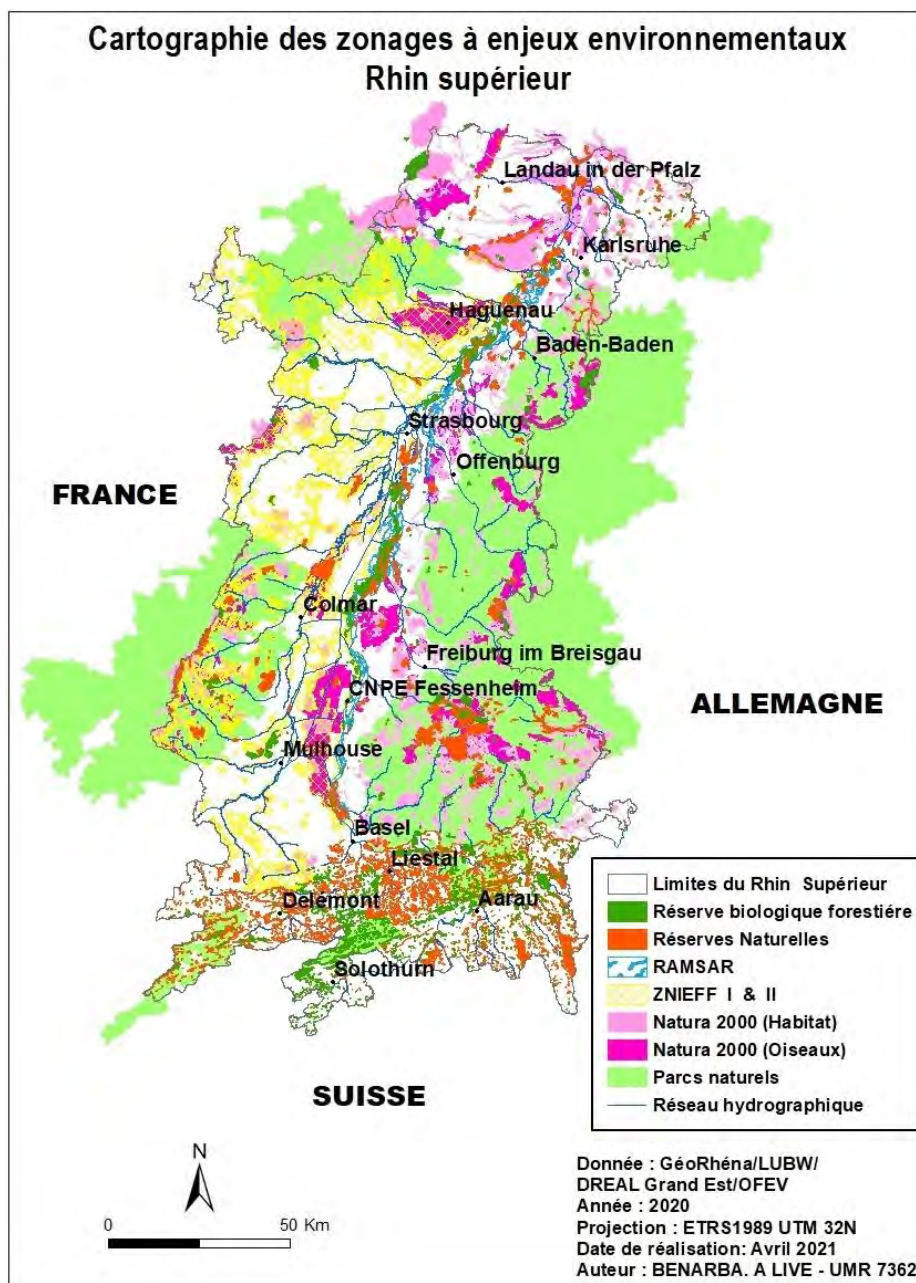 Cartographie des zonages à enjeux environnementaux
Rhin supérieur
Landau in der Pfalz
Karlsruhe
Haguenau
Baden-Baden
Strasbourg
Offenburg
FRANCE
Colmar
Freiburg im Breisgau
CNPE Fessenheim
ALLEMAGNE
Mulhouse
Basel
Liestal
Delémont
Aarau
Solothurn
SUISSE
Limites du Rhin Supérieur
Réserve biologique forestiére
Réserves Naturelles
RAMSAR
ZNIEFF I & II
Natura 2000 (Habitat)
Natura 2000 (Oiseaux)
Parcs naturels
Réseau hydrographique
N
0 50 Km
Donnée : GéoRhéna/LUBW/
DREAL Grand Est/OFEV
Année : 2020
Projection : ETRS1989 UTM 32N
Date de réalisation: Avril 2021
Auteur : BENARBA. A LIVE - UMR 7362